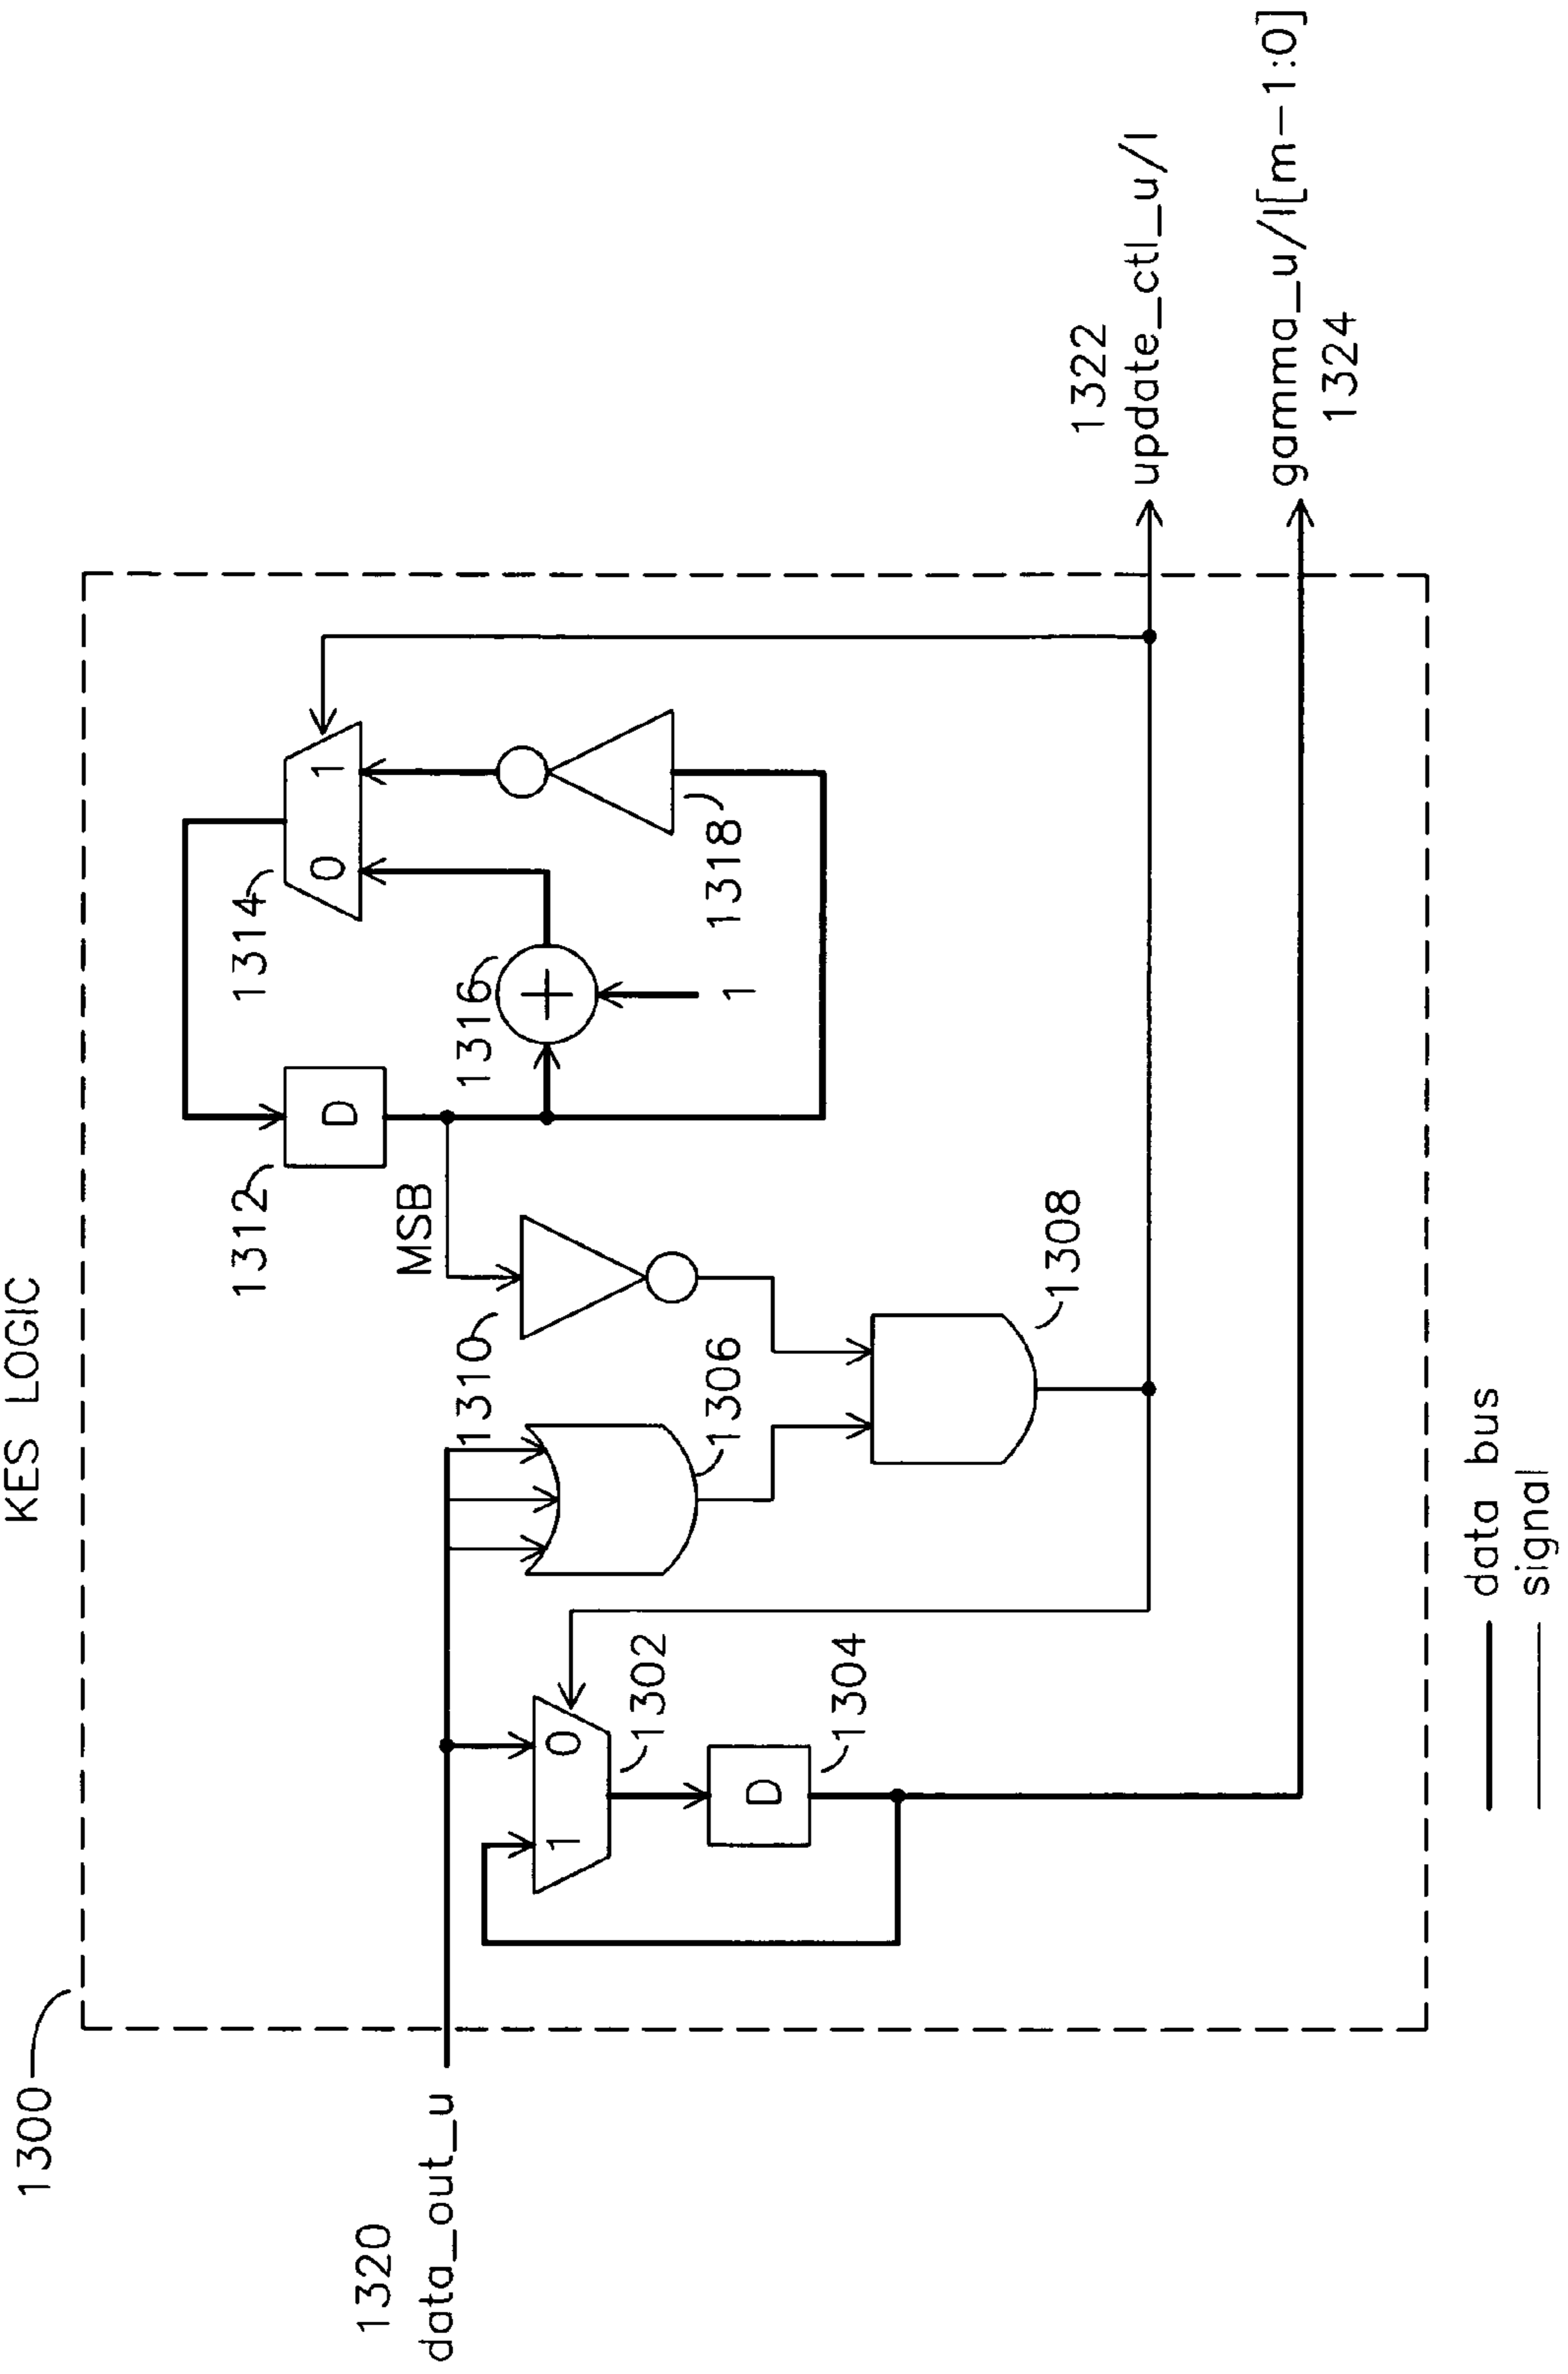 KES LOGIC
1300
1320
data_out_u
1312
D
1314
0
1
MSB
1310
1316
1
1318
1306
1308
1
0
1302
D
1304
1322
update_ctl_u/l
gamma_u/l[m-1:0]
1324
data bus
signal